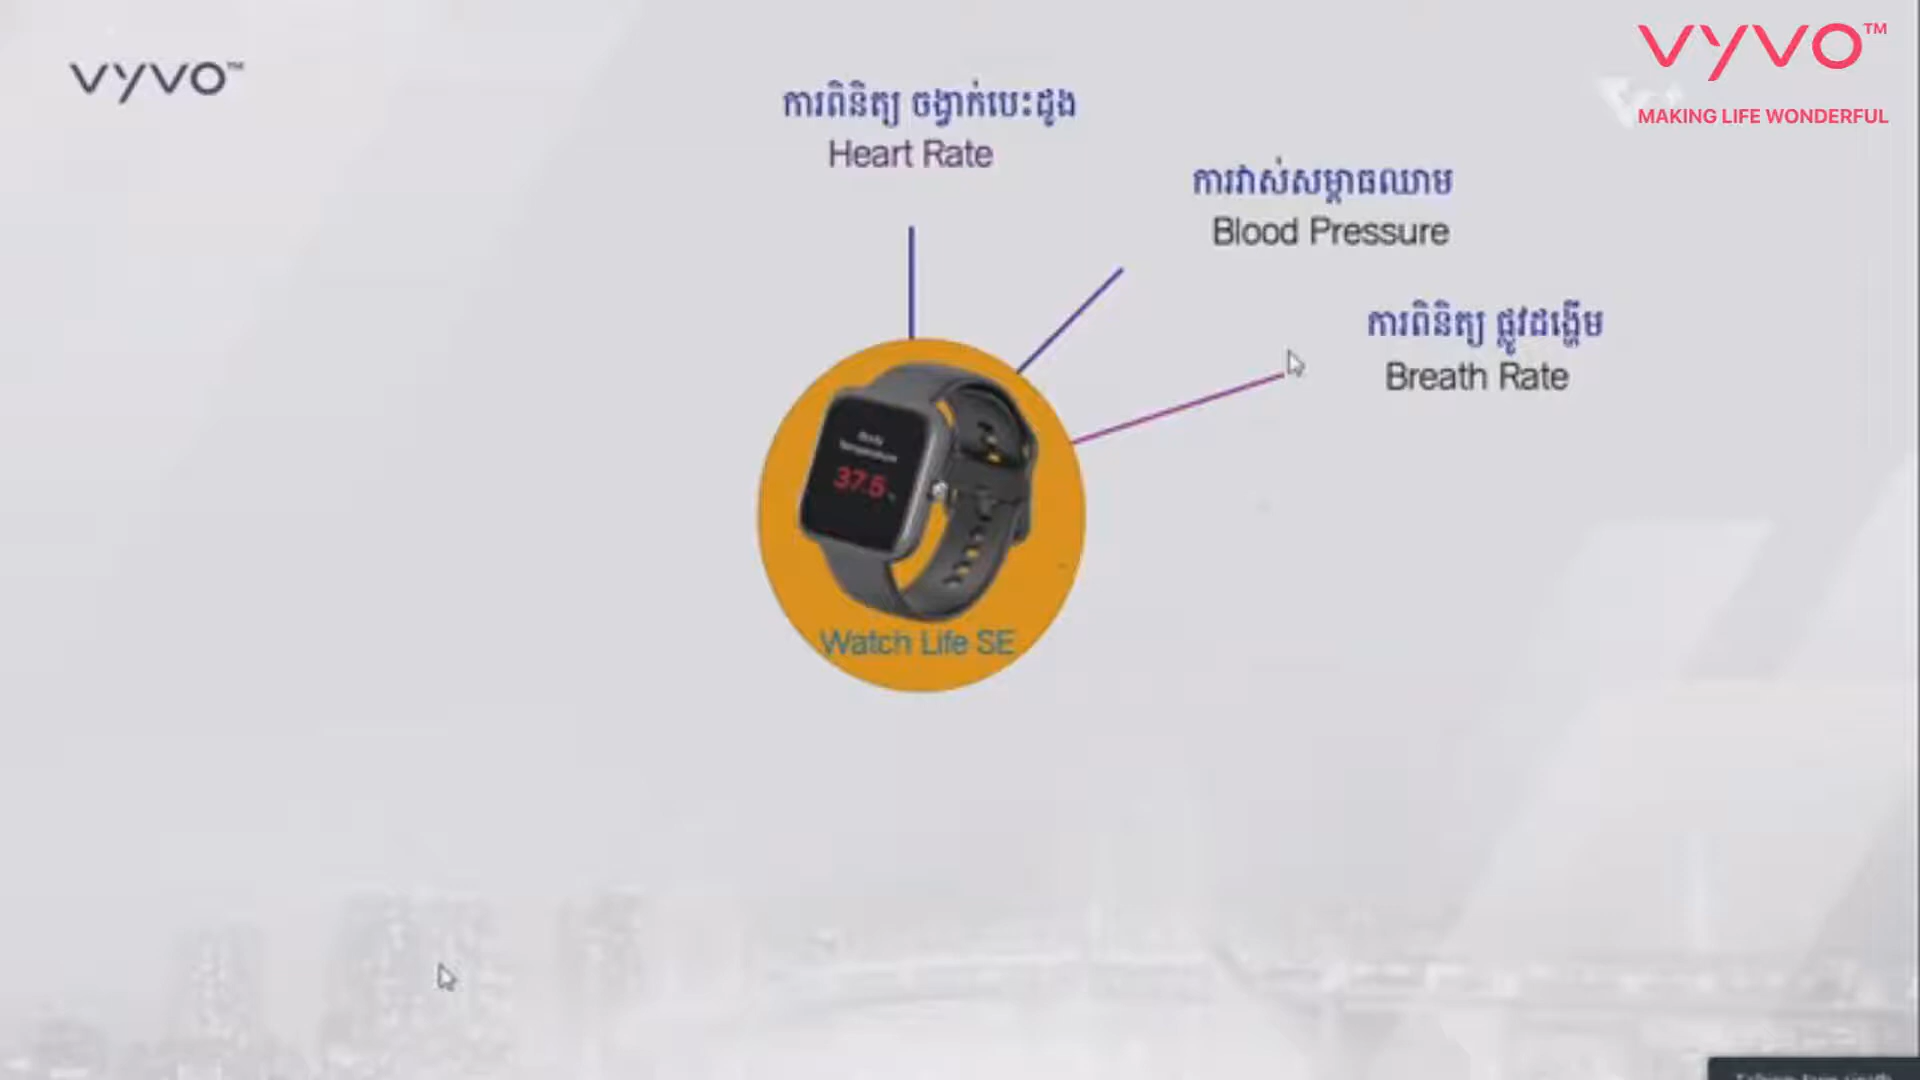 VYVO™
VYVO™
MAKING LIFE WONDERFUL
ការពិនិត្យ ចង្វាក់បេះដូង
Heart Rate
ការវាស់សម្ពាធឈាម
Blood Pressure
ការពិនិត្យ ផ្លូវដង្ហើម
Breath Rate
Body
Temperature
37.5
Watch Life SE